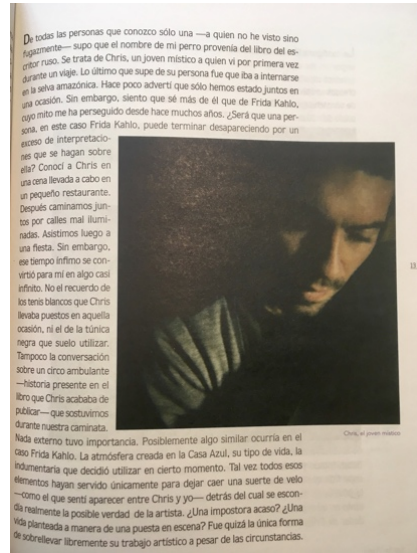 De todas las personas que conozco sólo una —a quien no he visto sino
fugazmente— supo que el nombre de mi perro provenía del libro del es-
critor ruso. Se trata de Chris, un joven místico a quien vi por primera vez
durante un viaje. Lo último que supe de su persona fue que iba a internarse
en la selva amazónica. Hace poco advertí que sólo hemos estado juntos en
una ocasión. Sin embargo, siento que sé más de él que de Frida Kahlo,
cuyo mito me ha perseguido desde hace muchos años. ¿Será que una per-
sona, en este caso Frida Kahlo, puede terminar desapareciendo por un
exceso de interpretacio-
nes que se hagan sobre
ella? Conocí a Chris en
una cena llevada a cabo en
un pequeño restaurante.
Después caminamos jun-
tos por calles mal ilumi-
nadas. Asistimos luego a
una fiesta. Sin embargo,
ese tiempo ínfimo se con-
virtió para mí en algo casi
infinito. No el recuerdo de
los tenis blancos que Chris
llevaba puestos en aquella
ocasión, ni el de la túnica
negra que suelo utilizar.
Tampoco la conversación
sobre un circo ambulante
—historia presente en el
libro que Chris acababa de
publicar— que sostuvimos
durante nuestra caminata.
Nada externo tuvo importancia. Posiblemente algo similar ocurría en el
caso Frida Kahlo. La atmósfera creada en la Casa Azul, su tipo de vida, la
indumentaria que decidió utilizar en cierto momento. Tal vez todos esos
elementos hayan servido únicamente para dejar caer una suerte de velo
—como el que sentí aparecer entre Chris y yo— detrás del cual se escon-
día realmente la posible verdad de la artista. ¿Una impostora acaso? ¿Una
vida planteada a manera de una puesta en escena? Fue quizá la única forma
de sobrellevar libremente su trabajo artístico a pesar de las circunstancias.
Chris, el joven místico